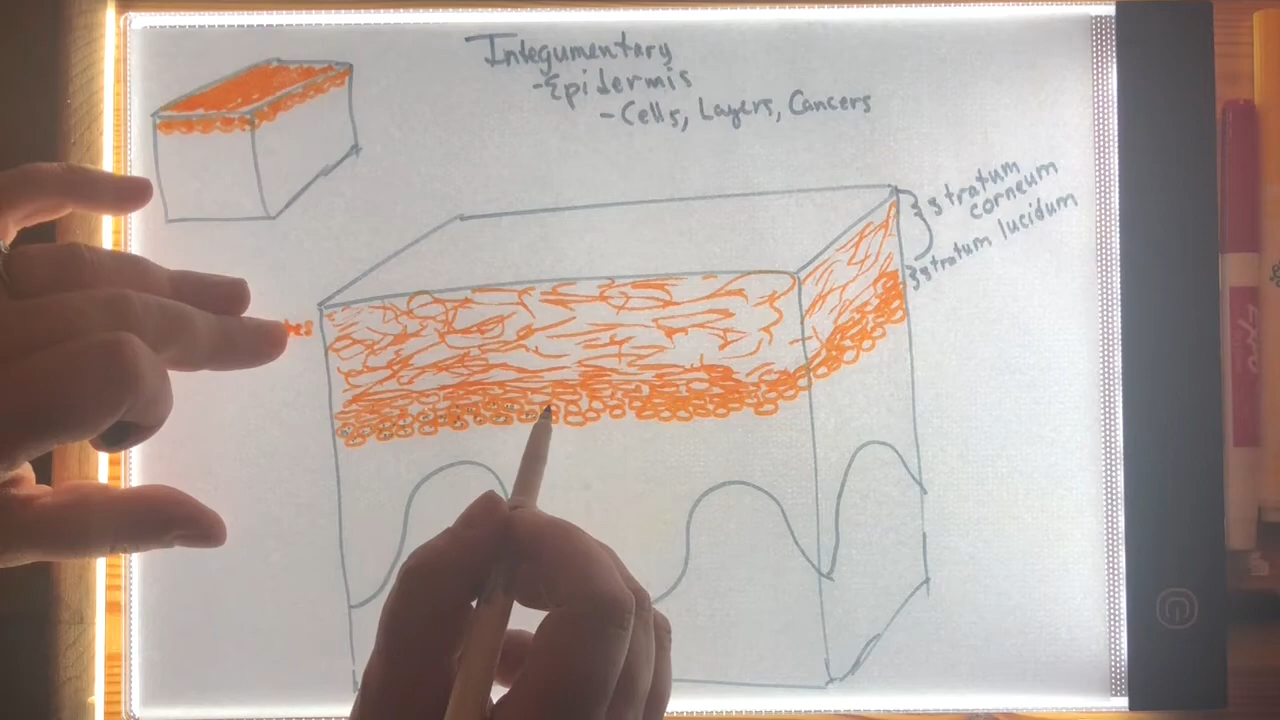 Integumentary
-Epidermis
-Cells, Layers, Cancers
stratum
corneum
stratum lucidum